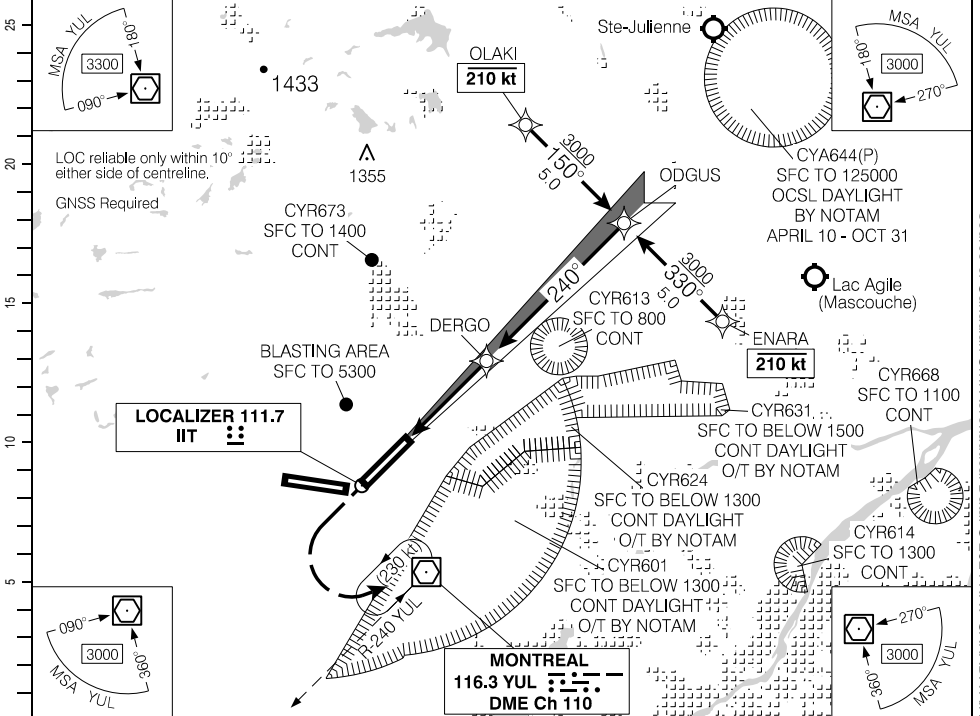 25
20
15
10
5
MSA YUL
180°
3300
090°
1433
LOC reliable only within 10°
either side of centreline.
GNSS Required
1355
CYR673
SFC TO 1400
CONT
BLASTING AREA
SFC TO 5300
LOCALIZER 111.7
IIT
OLAKI
210 kt
3000
150°
5.0
ODGUS
240°
DERGO
3000
330°
5.0
ENARA
210 kt
Ste-Julienne
MSA YUL
180°
3000
270°
CYA644(P)
SFC TO 125000
OCSL DAYLIGHT
BY NOTAM
APRIL 10 - OCT 31
Lac Agile
(Mascouche)
CYR613
SFC TO 800
CONT
CYR631
SFC TO BELOW 1500
CONT DAYLIGHT
O/T BY NOTAM
CYR668
SFC TO 1100
CONT
CYR624
SFC TO BELOW 1300
CONT DAYLIGHT
O/T BY NOTAM
CYR614
SFC TO 1300
CONT
CYR601
SFC TO BELOW 1300
CONT DAYLIGHT
O/T BY NOTAM
(230 kt)
R-240 YUL
MONTREAL
116.3 YUL
DME Ch 110
090°
3000
360°
MSA YUL
270°
3000
360°
MSA YUL